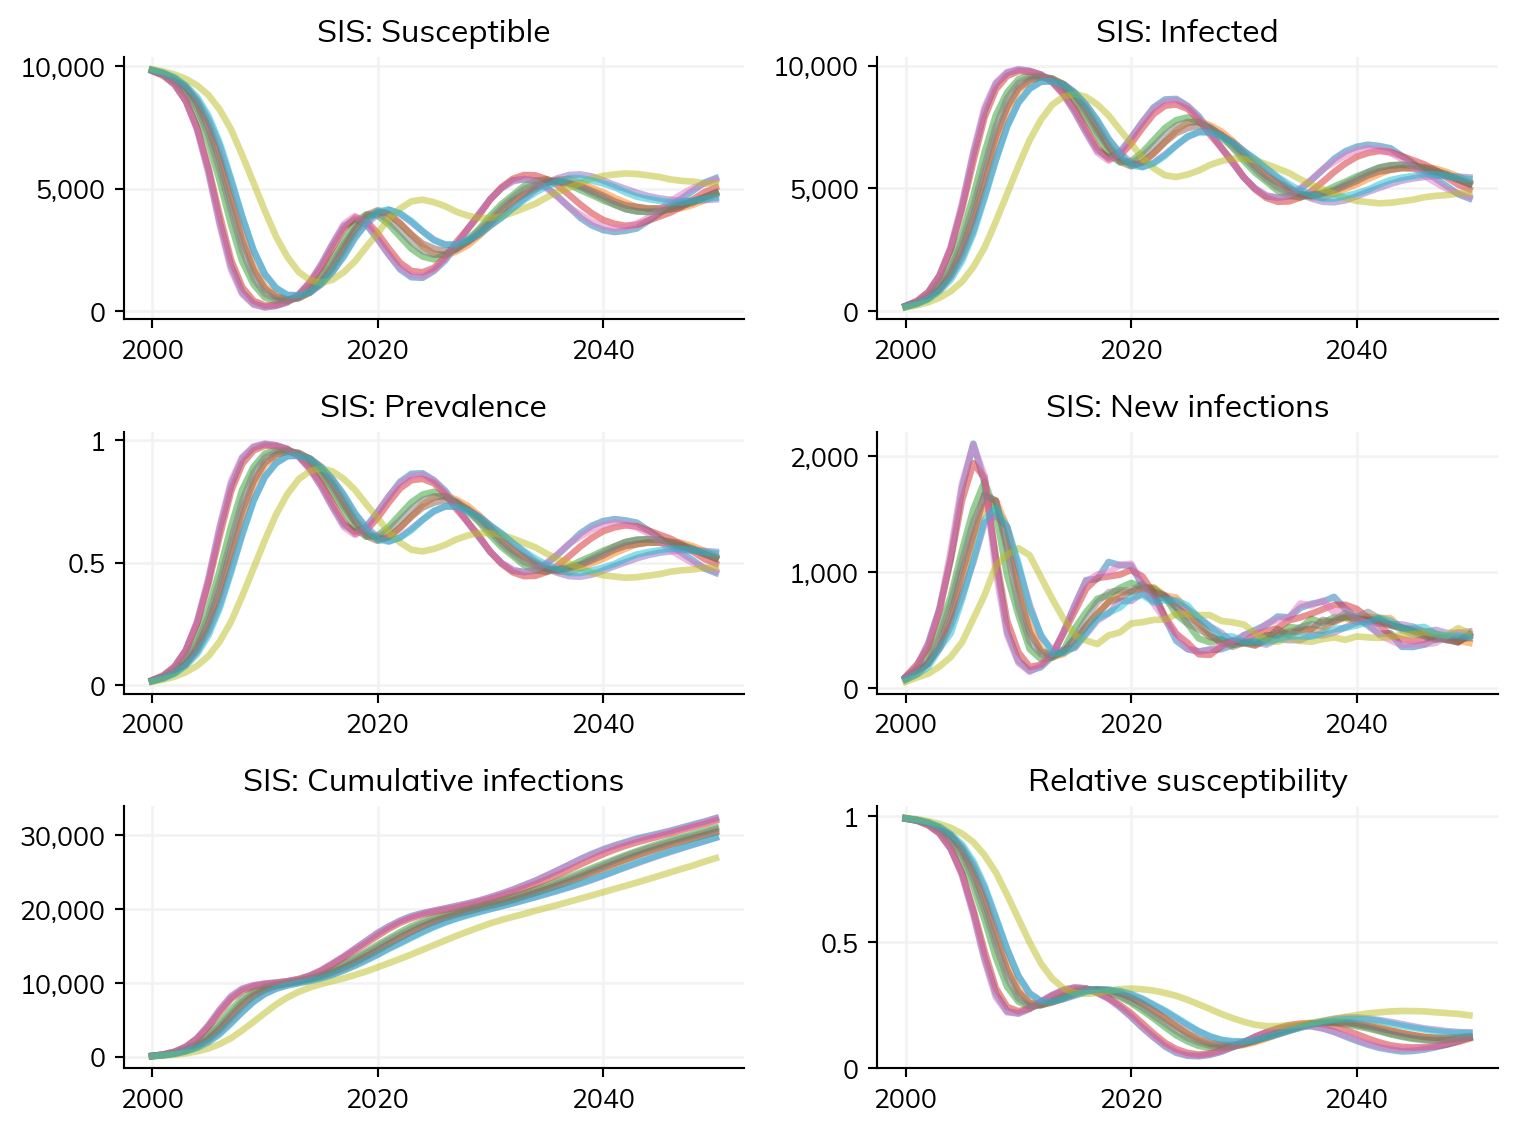 SIS: Susceptible
10,000
5,000
0
2000 2020 2040
SIS: Infected
10,000
5,000
0
2000 2020 2040
SIS: Prevalence
1
0.5
0
2000 2020 2040
SIS: New infections
2,000
1,000
0
2000 2020 2040
SIS: Cumulative infections
30,000
20,000
10,000
0
2000 2020 2040
Relative susceptibility
1
0.5
0
2000 2020 2040